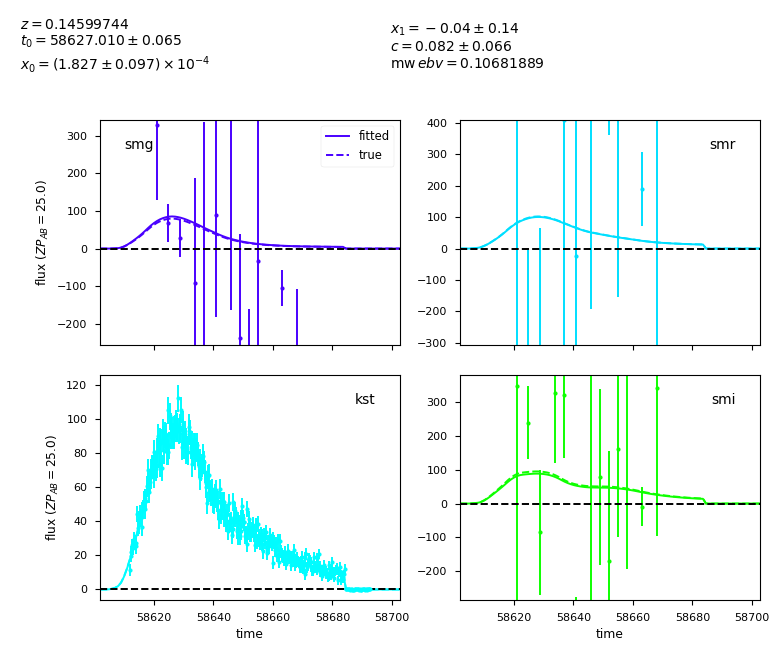 z = 0.14599744
t₀ = 58627.010 ± 0.065
x₀ = (1.827 ± 0.097) × 10⁻⁴
x₁ = −0.04 ± 0.14
c = 0.082 ± 0.066
mw ebv = 0.10681889
smg
fitted
true
300
200
100
0
−100
−200
flux (ZP_AB = 25.0)
smr
400
300
200
100
0
−100
−200
−300
kst
120
100
80
60
40
20
0
flux (ZP_AB = 25.0)
58620 58640 58660 58680 58700
time
smi
300
200
100
0
−100
−200
58620 58640 58660 58680 58700
time